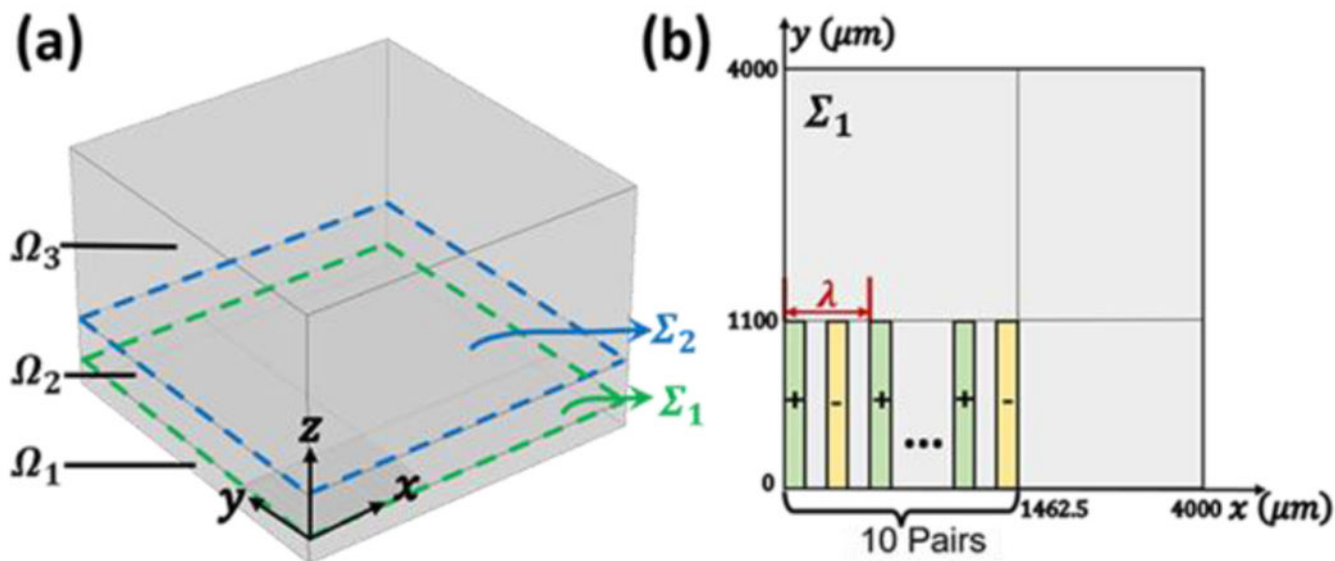 (a)
Ω₃
Ω₂
Ω₁
Σ₂
Σ₁
z
y
x
(b)
y (μm)
4000
Σ₁
λ
1100
+ - + ... + -
0
1462.5
4000 x (μm)
10 Pairs